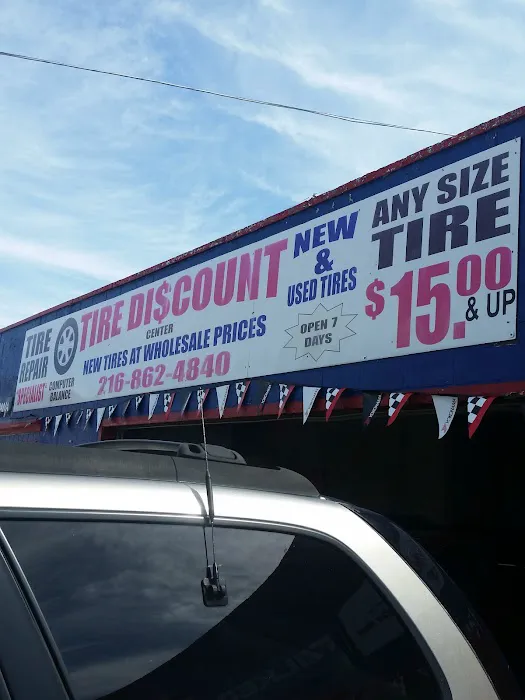 TIRE
REPAIR
SPECIALIST
COMPUTER
BALANCE
TIRE DI$COUNT
CENTER
NEW TIRES AT WHOLESALE PRICES
216-862-4840
NEW
&
USED TIRES
OPEN 7
DAYS
ANY SIZE
TIRE
$15.00
& UP